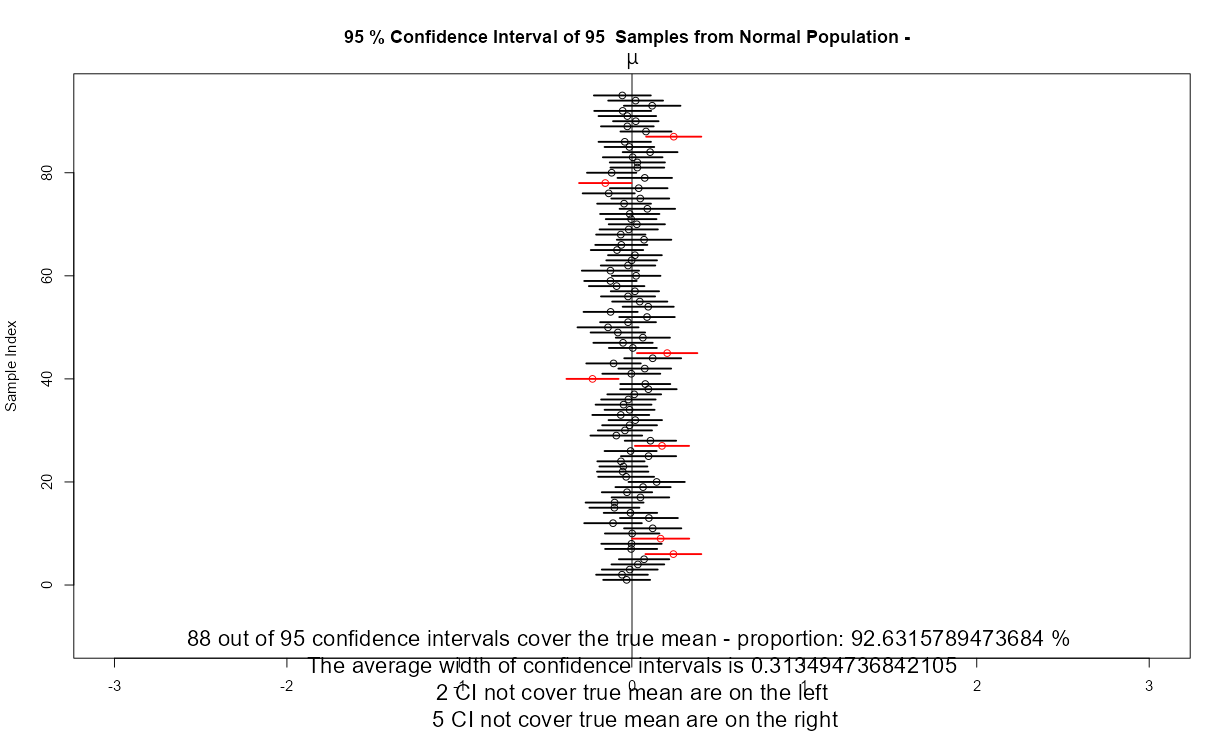 95 % Confidence Interval of 95  Samples from Normal Population -
μ
Sample Index
80
60
40
20
0
88 out of 95 confidence intervals cover the true mean - proportion: 92.6315789473684 %
The average width of confidence intervals is 0.313494736842105
-3 -2 -1 0 1 2 3
2 CI not cover true mean are on the left
5 CI not cover true mean are on the right